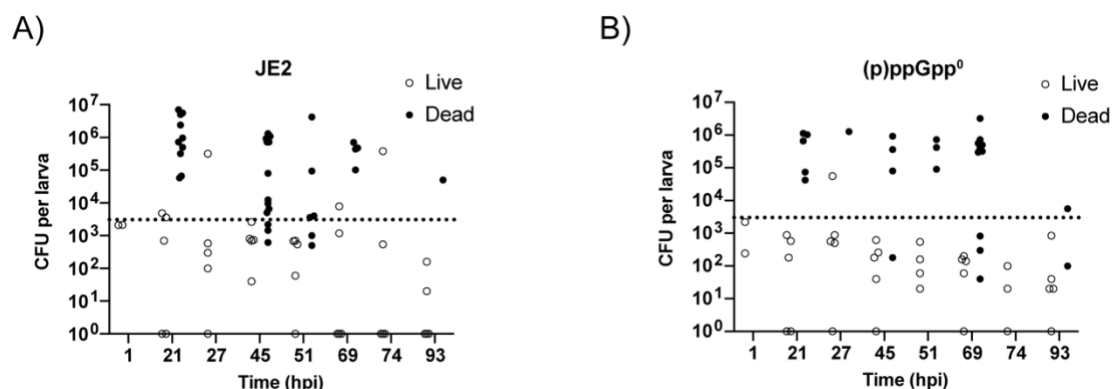 A)
JE2
Live
Dead
CFU per larva
10⁷
10⁶
10⁵
10⁴
10³
10²
10¹
10⁰
1 21 27 45 51 69 74 93
Time (hpi)
B)
(p)ppGpp⁰
Live
Dead
CFU per larva
10⁷
10⁶
10⁵
10⁴
10³
10²
10¹
10⁰
1 21 27 45 51 69 74 93
Time (hpi)